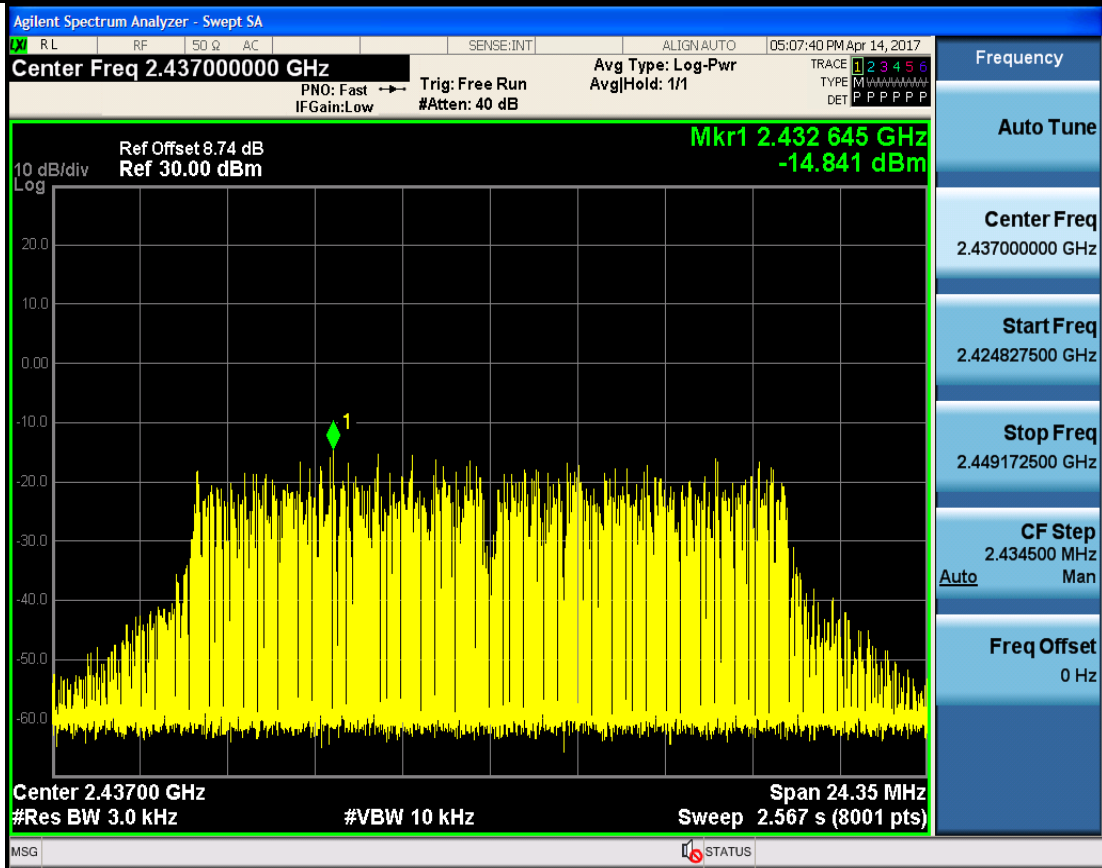 Agilent Spectrum Analyzer - Swept SA
LXI RL RF 50 Ω AC SENSE:INT ALIGN AUTO 05:07:40 PM Apr 14, 2017
Center Freq 2.437000000 GHz
PNO: Fast
IFGain:Low
Trig: Free Run
#Atten: 40 dB
Avg Type: Log-Pwr
Avg|Hold: 1/1
TRACE 1 2 3 4 5 6
TYPE M WWWWW
DET P P P P P P
Mkr1 2.432 645 GHz
-14.841 dBm
Ref Offset 8.74 dB
10 dB/div Ref 30.00 dBm
Log
20.0
10.0
0.00
-10.0
-20.0
-30.0
-40.0
-50.0
-60.0
1
Center 2.43700 GHz Span 24.35 MHz
#Res BW 3.0 kHz #VBW 10 kHz Sweep 2.567 s (8001 pts)
MSG STATUS
Frequency
Auto Tune
Center Freq
2.437000000 GHz
Start Freq
2.424827500 GHz
Stop Freq
2.449172500 GHz
CF Step
2.434500 MHz
Auto Man
Freq Offset
0 Hz